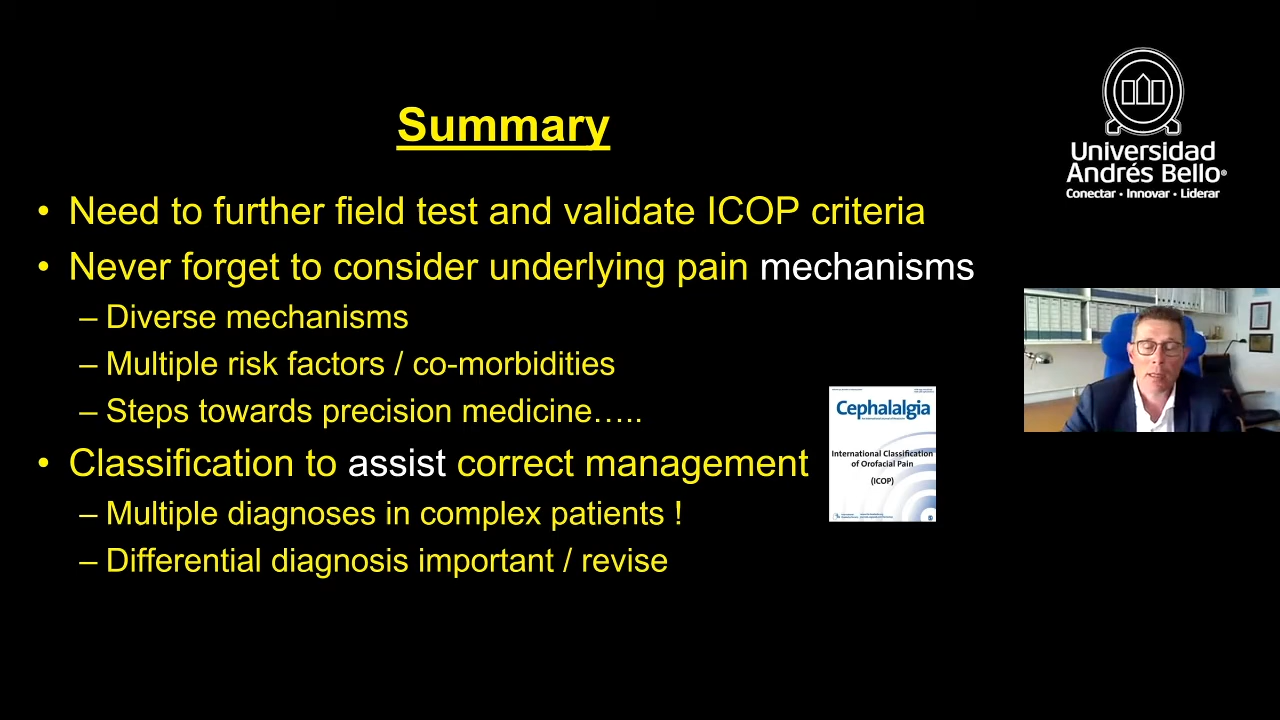 Summary
• Need to further field test and validate ICOP criteria
• Never forget to consider underlying pain mechanisms
– Diverse mechanisms
– Multiple risk factors / co-morbidities
– Steps towards precision medicine…..
• Classification to assist correct management
– Multiple diagnoses in complex patients !
– Differential diagnosis important / revise
Universidad
Andrés Bello®
Conectar • Innovar • Liderar
Cephalalgia
International Classification
of Orofacial Pain
(ICOP)